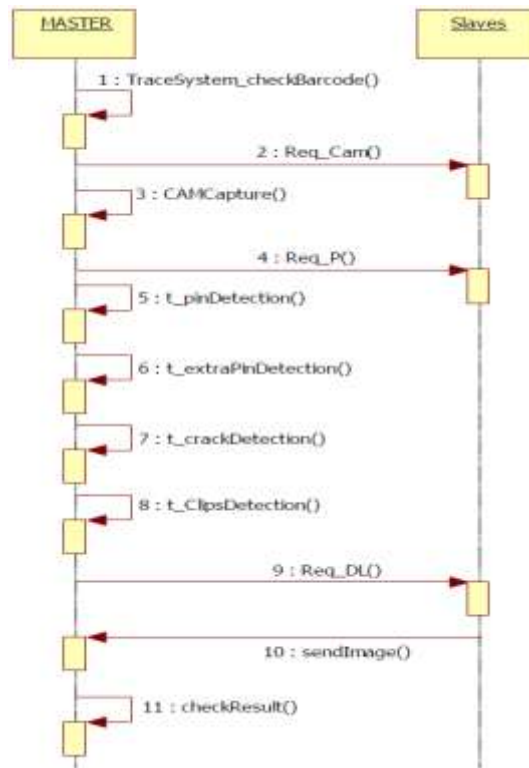 MASTER
Slaves
1 : TraceSystem_checkBarcode()
2 : Req_Cam()
3 : CAMCapture()
4 : Req_P()
5 : t_pinDetection()
6 : t_extraPinDetection()
7 : t_crackDetection()
8 : t_ClipsDetection()
9 : Req_DL()
10 : sendImage()
11 : checkResult()